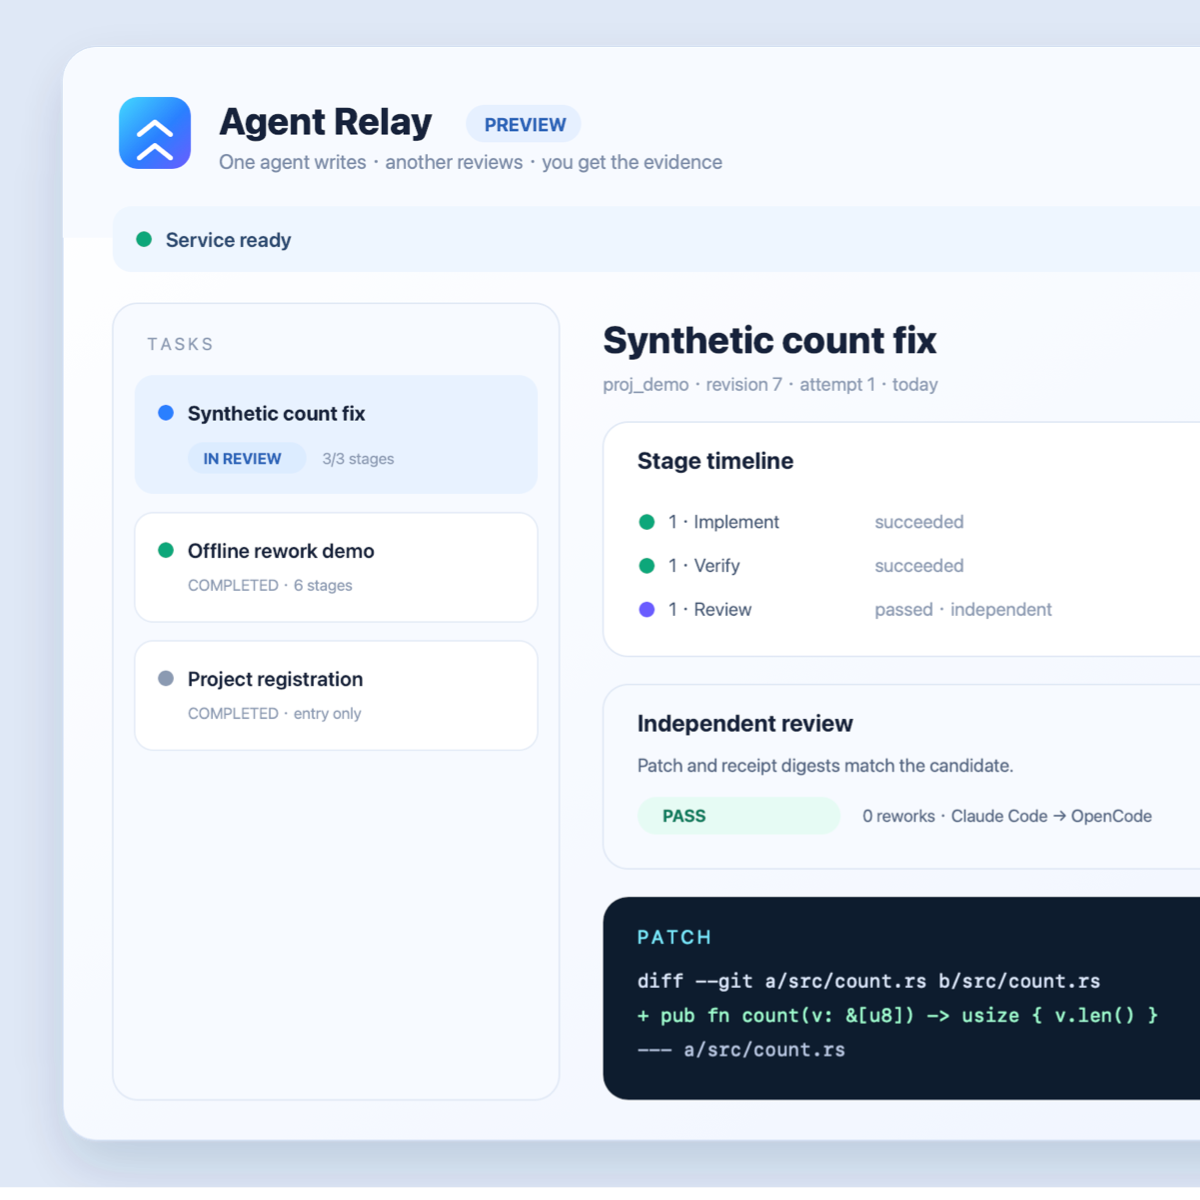 Agent Relay
PREVIEW
One agent writes · another reviews · you get the evidence
Service ready
TASKS
Synthetic count fix
IN REVIEW 3/3 stages
Offline rework demo
COMPLETED · 6 stages
Project registration
COMPLETED · entry only
Synthetic count fix
proj_demo · revision 7 · attempt 1 · today
Stage timeline
1 · Implement succeeded
1 · Verify succeeded
1 · Review passed · independent
Independent review
Patch and receipt digests match the candidate.
PASS 0 reworks · Claude Code → OpenCode
PATCH
diff --git a/src/count.rs b/src/count.rs
+ pub fn count(v: &[u8]) -> usize { v.len() }
--- a/src/count.rs